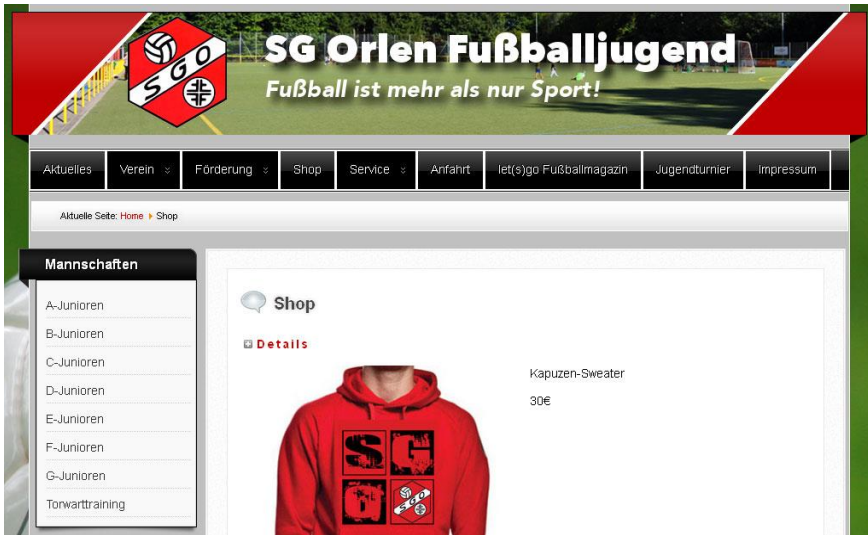 SGO
SG Orlen Fußballjugend
Fußball ist mehr als nur Sport!
Aktuelles Verein Förderung Shop Service Anfahrt let(s)go Fußballmagazin Jugendturnier Impressum
Aktuelle Seite: Home Shop
Mannschaften
A-Junioren
B-Junioren
C-Junioren
D-Junioren
E-Junioren
F-Junioren
G-Junioren
Torwarttraining
Shop
Details
Kapuzen-Sweater
30€
SG
O
SGO